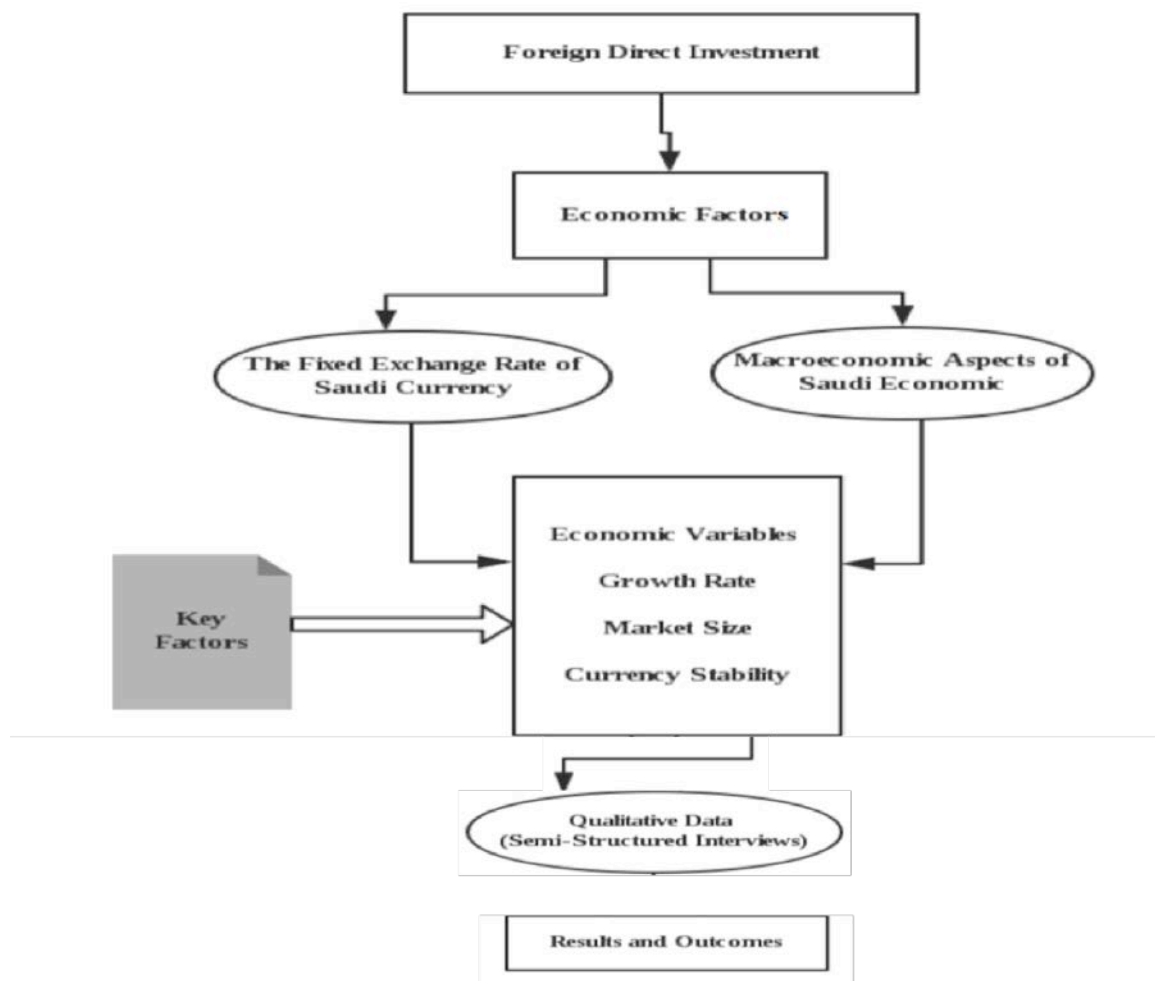 Foreign Direct Investment
Economic Factors
The Fixed Exchange Rate of
Saudi Currency
Macroeconomic Aspects of
Saudi Economic
Economic Variables
Growth Rate
Market Size
Currency Stability
Key
Factors
Qualitative Data
(Semi-Structured Interviews)
Results and Outcomes